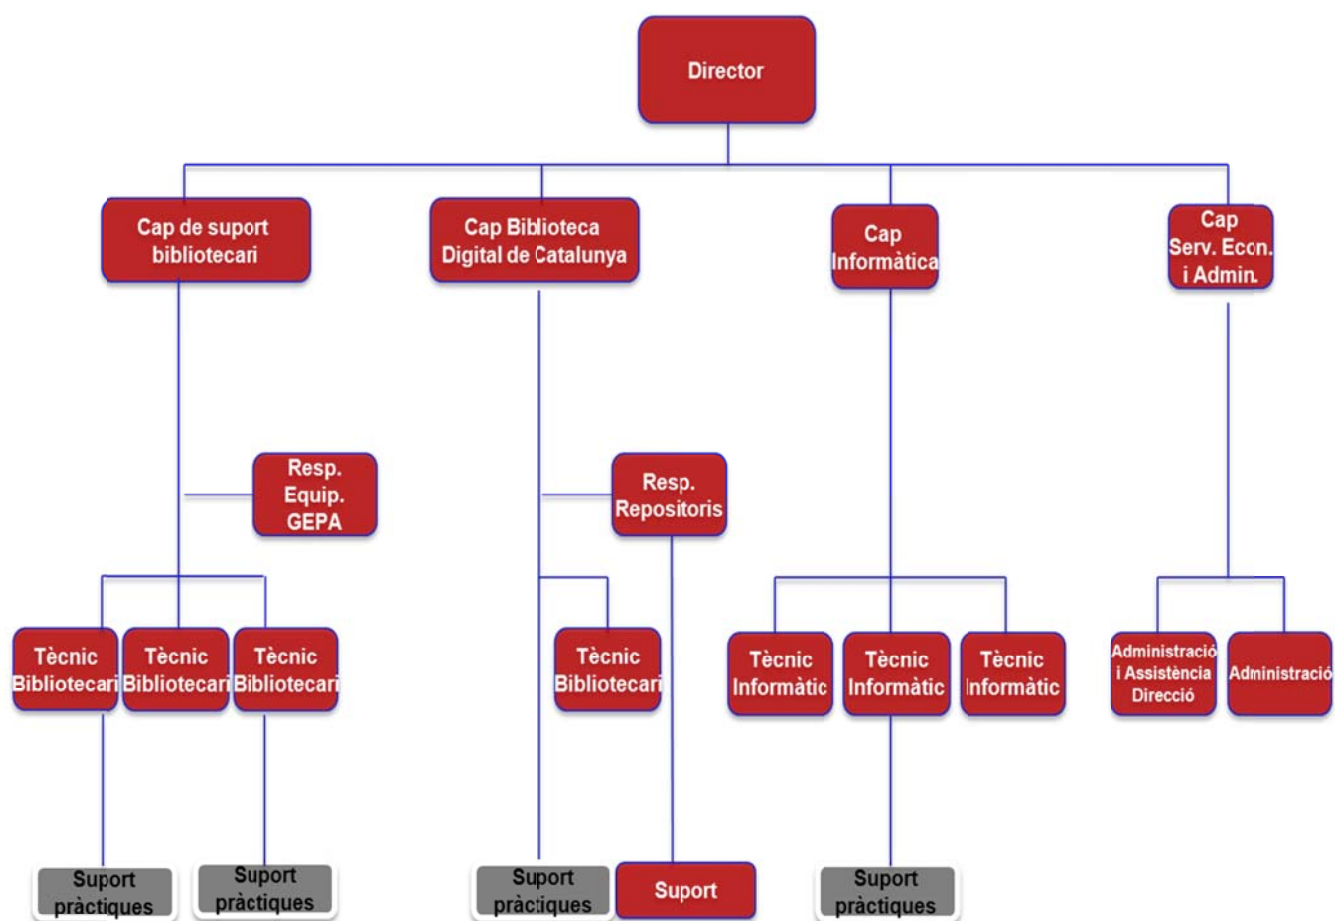 Director
Cap de suport
bibliotecari
Cap Biblioteca
Digital de Catalunya
Cap
Informàtica
Cap
Serv. Econ.
i Admin.
Resp.
Equip.
GEPA
Resp.
Repositoris
Tècnic
Bibliotecari
Tècnic
Bibliotecari
Tècnic
Bibliotecari
Tècnic
Bibliotecari
Tècnic
Informàtic
Tècnic
Informàtic
Tècnic
Informàtic
Administració
i Assistència
Direcció
Administració
Suport
pràctiques
Suport
pràctiques
Suport
pràctiques
Suport
Suport
pràctiques